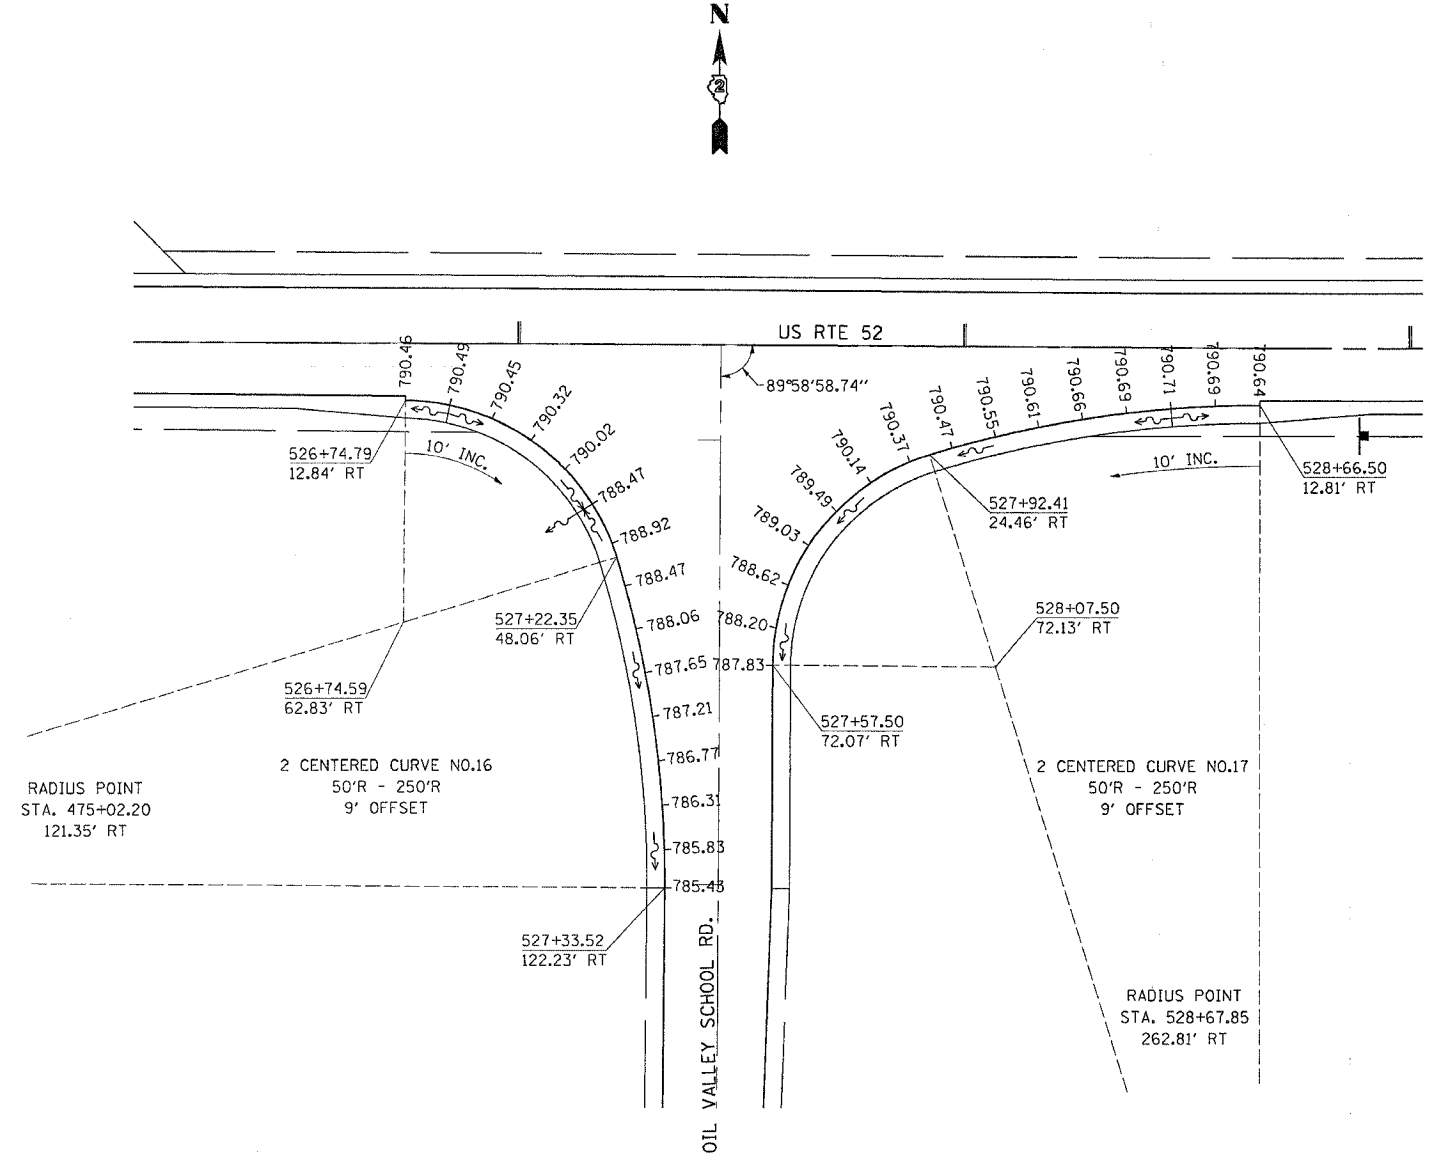 N
2
US RTE 52
89°58'58.74"
790.46
790.49
790.45
790.32
790.02
788.47
788.92
788.47
788.06
787.65
787.21
786.77
786.31
785.83
785.43
790.64
790.69
790.71
790.69
790.66
790.61
790.55
790.47
790.37
790.14
789.49
789.03
788.62
788.20
787.83
10' INC.
10' INC.
526+74.79
12.84' RT
528+66.50
12.81' RT
527+92.41
24.46' RT
527+22.35
48.06' RT
528+07.50
72.13' RT
526+74.59
62.83' RT
527+57.50
72.07' RT
2 CENTERED CURVE NO.16
50'R - 250'R
9' OFFSET
2 CENTERED CURVE NO.17
50'R - 250'R
9' OFFSET
RADIUS POINT
STA. 475+02.20
121.35' RT
527+33.52
122.23' RT
RADIUS POINT
STA. 528+67.85
262.81' RT
OIL VALLEY SCHOOL RD.